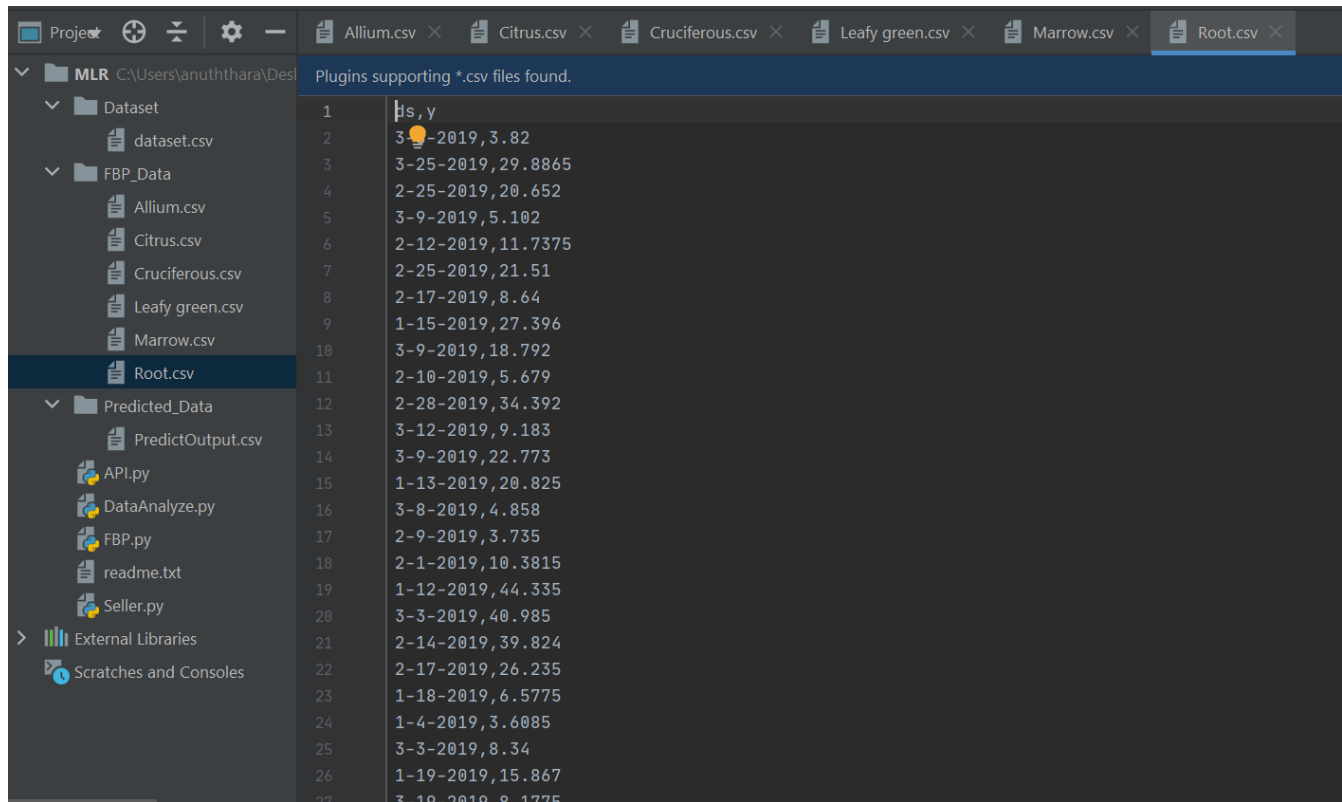 Project
Allium.csv
Citrus.csv
Cruciferous.csv
Leafy green.csv
Marrow.csv
Root.csv
MLR C:\Users\anuththara\Des
Plugins supporting *.csv files found.
Dataset
dataset.csv
FBP_Data
Allium.csv
Citrus.csv
Cruciferous.csv
Leafy green.csv
Marrow.csv
Root.csv
Predicted_Data
PredictOutput.csv
API.py
DataAnalyze.py
FBP.py
readme.txt
Seller.py
External Libraries
Scratches and Consoles
1 ds,y
2 3- -2019,3.82
3 3-25-2019,29.8865
4 2-25-2019,20.652
5 3-9-2019,5.102
6 2-12-2019,11.7375
7 2-25-2019,21.51
8 2-17-2019,8.64
9 1-15-2019,27.396
10 3-9-2019,18.792
11 2-10-2019,5.679
12 2-28-2019,34.392
13 3-12-2019,9.183
14 3-9-2019,22.773
15 1-13-2019,20.825
16 3-8-2019,4.858
17 2-9-2019,3.735
18 2-1-2019,10.3815
19 1-12-2019,44.335
20 3-3-2019,40.985
21 2-14-2019,39.824
22 2-17-2019,26.235
23 1-18-2019,6.5775
24 1-4-2019,3.6085
25 3-3-2019,8.34
26 1-19-2019,15.867
27 3-19-2019,8.1775